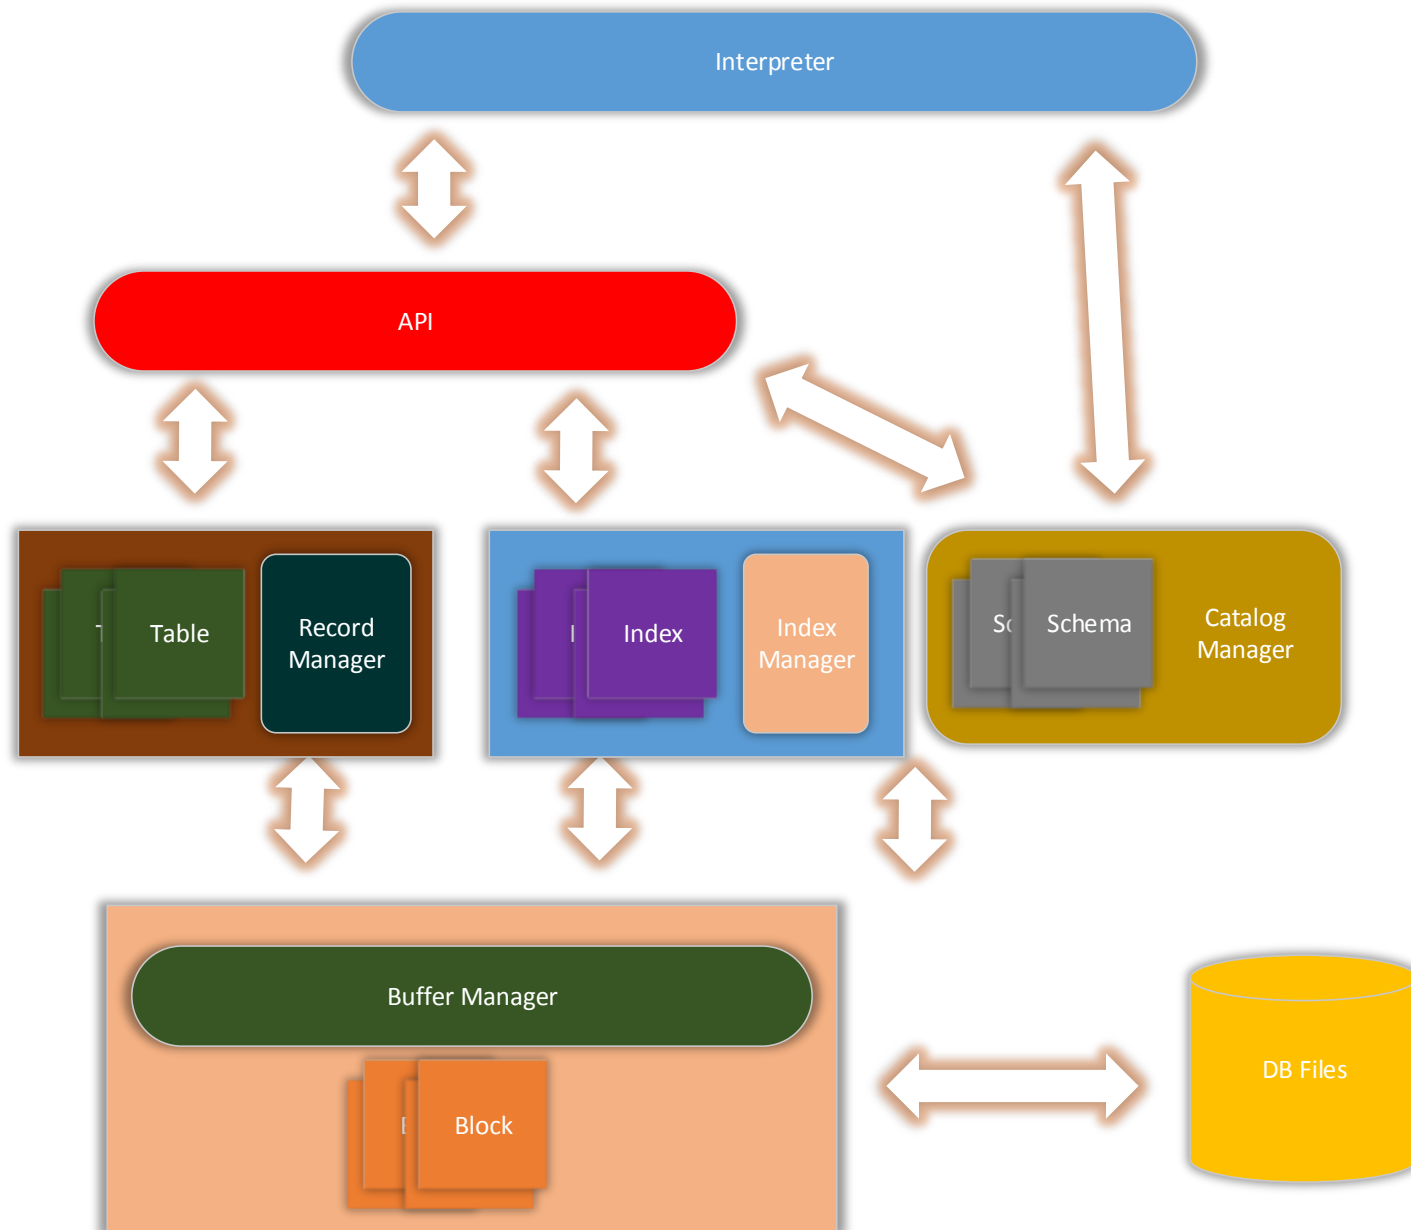 Interpreter
API
Table
Record
Manager
Index
Index
Manager
Schema
Catalog
Manager
Buffer Manager
Block
DB Files